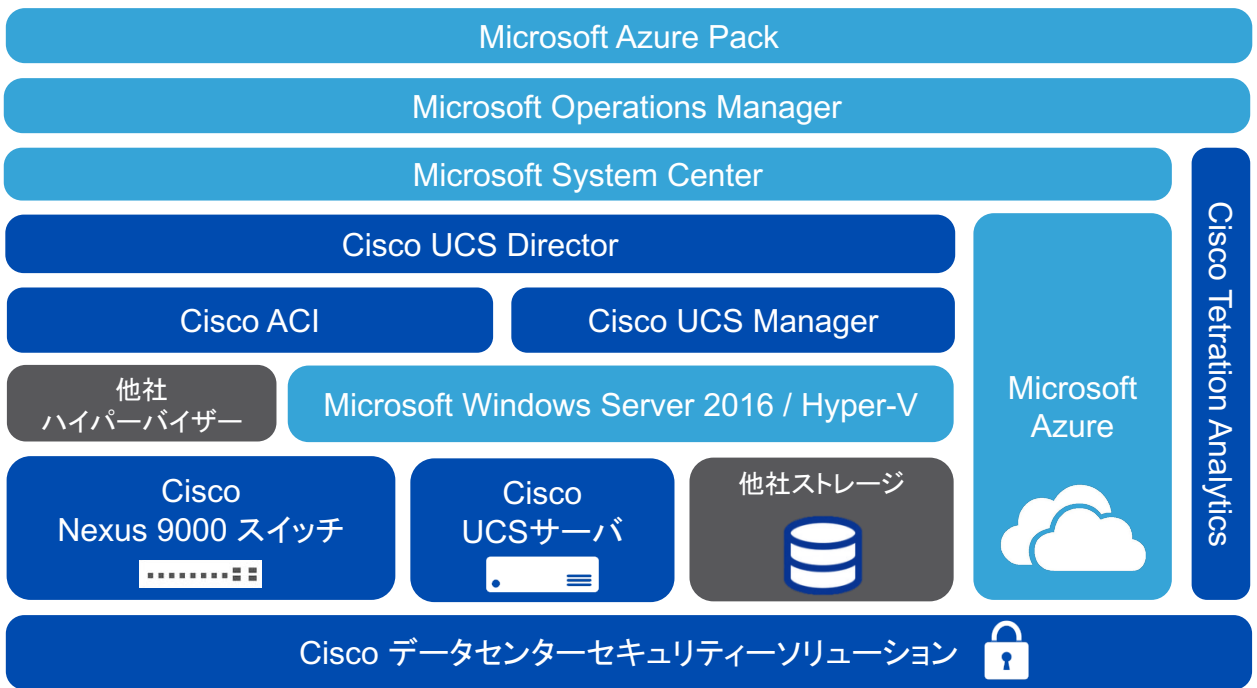 Microsoft Azure Pack
Microsoft Operations Manager
Microsoft System Center
Cisco UCS Director
Cisco ACI
Cisco UCS Manager
他社
ハイパーバイザー
Microsoft Windows Server 2016 / Hyper-V
Cisco
Nexus 9000 スイッチ
Cisco
UCSサーバ
他社ストレージ
Microsoft
Azure
Cisco Tetration Analytics
Cisco データセンターセキュリティーソリューション